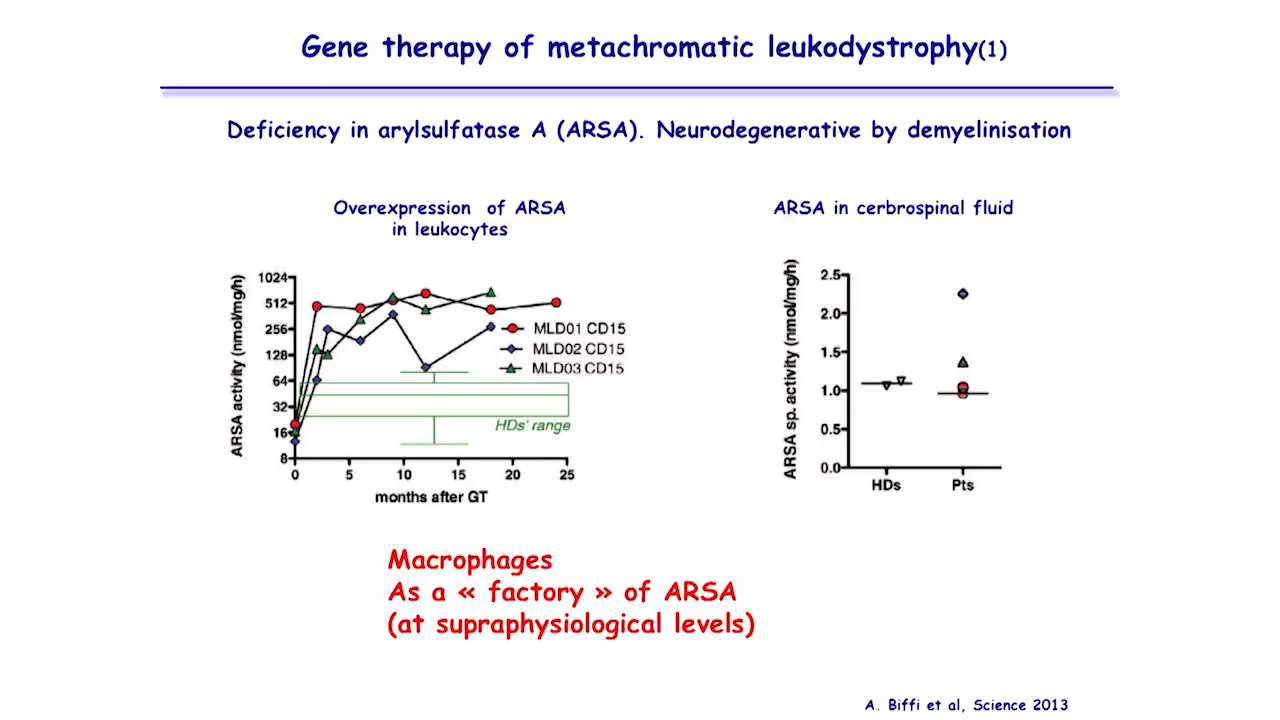 Gene therapy of metachromatic leukodystrophy(1)
Deficiency in arylsulfatase A (ARSA). Neurodegenerative by demyelinisation
Overexpression of ARSA
in leukocytes
ARSA activity (nmol/mg/h)
1024
512
256
128
64
32
16
8
MLD01 CD15
MLD02 CD15
MLD03 CD15
HDs' range
0 5 10 15 20 25
months after GT
ARSA in cerbrospinal fluid
ARSA sp. activity (nmol/mg/h)
2.5
2.0
1.5
1.0
0.5
0.0
HDs Pts
Macrophages
As a « factory » of ARSA
(at supraphysiological levels)
A. Biffi et al, Science 2013